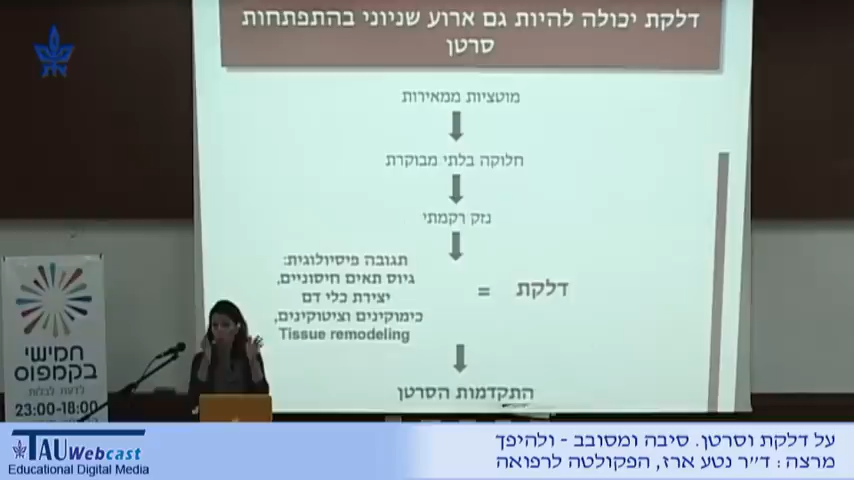 דלקת יכולה להיות גם ארוע שניוני בהתפתחות
סרטן
מוטציות ממאירות
חלוקה בלתי מבוקרת
נזק רקמתי
תגובה פיסיולוגית:
גיוס תאים חיסוניים,
יצירת כלי דם
כימוקינים וציטוקינים,
Tissue remodeling
= דלקת
התקדמות הסרטן
חמישי
בקמפוס
לדעת לבלות
23:00-18:00
TAU Webcast
Educational Digital Media
על דלקת וסרטן. סיבה ומסובב - ולהיפך
מרצה: ד"ר נטע ארז, הפקולטה לרפואה